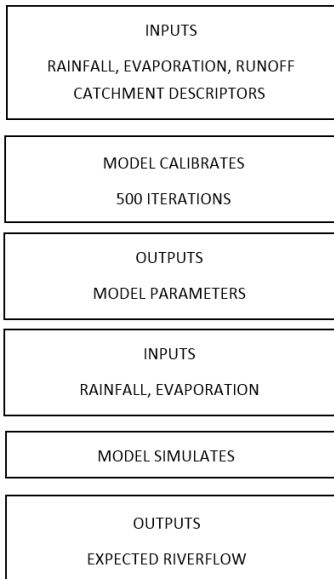 INPUTS
RAINFALL, EVAPORATION, RUNOFF
CATCHMENT DESCRIPTORS
MODEL CALIBRATES
500 ITERATIONS
OUTPUTS
MODEL PARAMETERS
INPUTS
RAINFALL, EVAPORATION
MODEL SIMULATES
OUTPUTS
EXPECTED RIVERFLOW